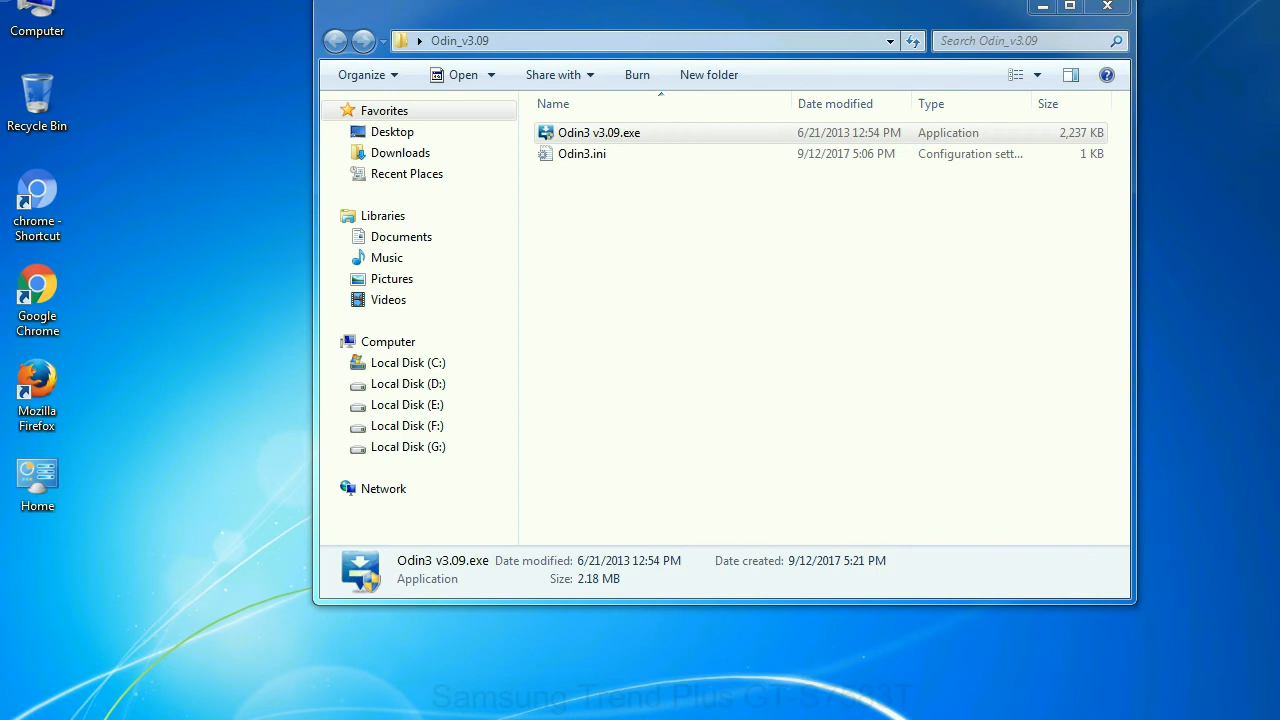 Computer
Recycle Bin
chrome -
Shortcut
Google
Chrome
Mozilla
Firefox
Home
Odin_v3.09
Search Odin_v3.09
Organize
Open
Share with
Burn
New folder
Favorites
Desktop
Downloads
Recent Places
Libraries
Documents
Music
Pictures
Videos
Computer
Local Disk (C:)
Local Disk (D:)
Local Disk (E:)
Local Disk (F:)
Local Disk (G:)
Network
Name Date modified Type Size
Odin3 v3.09.exe 6/21/2013 12:54 PM Application 2,237 KB
Odin3.ini 9/12/2017 5:06 PM Configuration sett... 1 KB
Odin3 v3.09.exe Date modified: 6/21/2013 12:54 PM Date created: 9/12/2017 5:21 PM
Application Size: 2.18 MB
Samsung Trend Plus